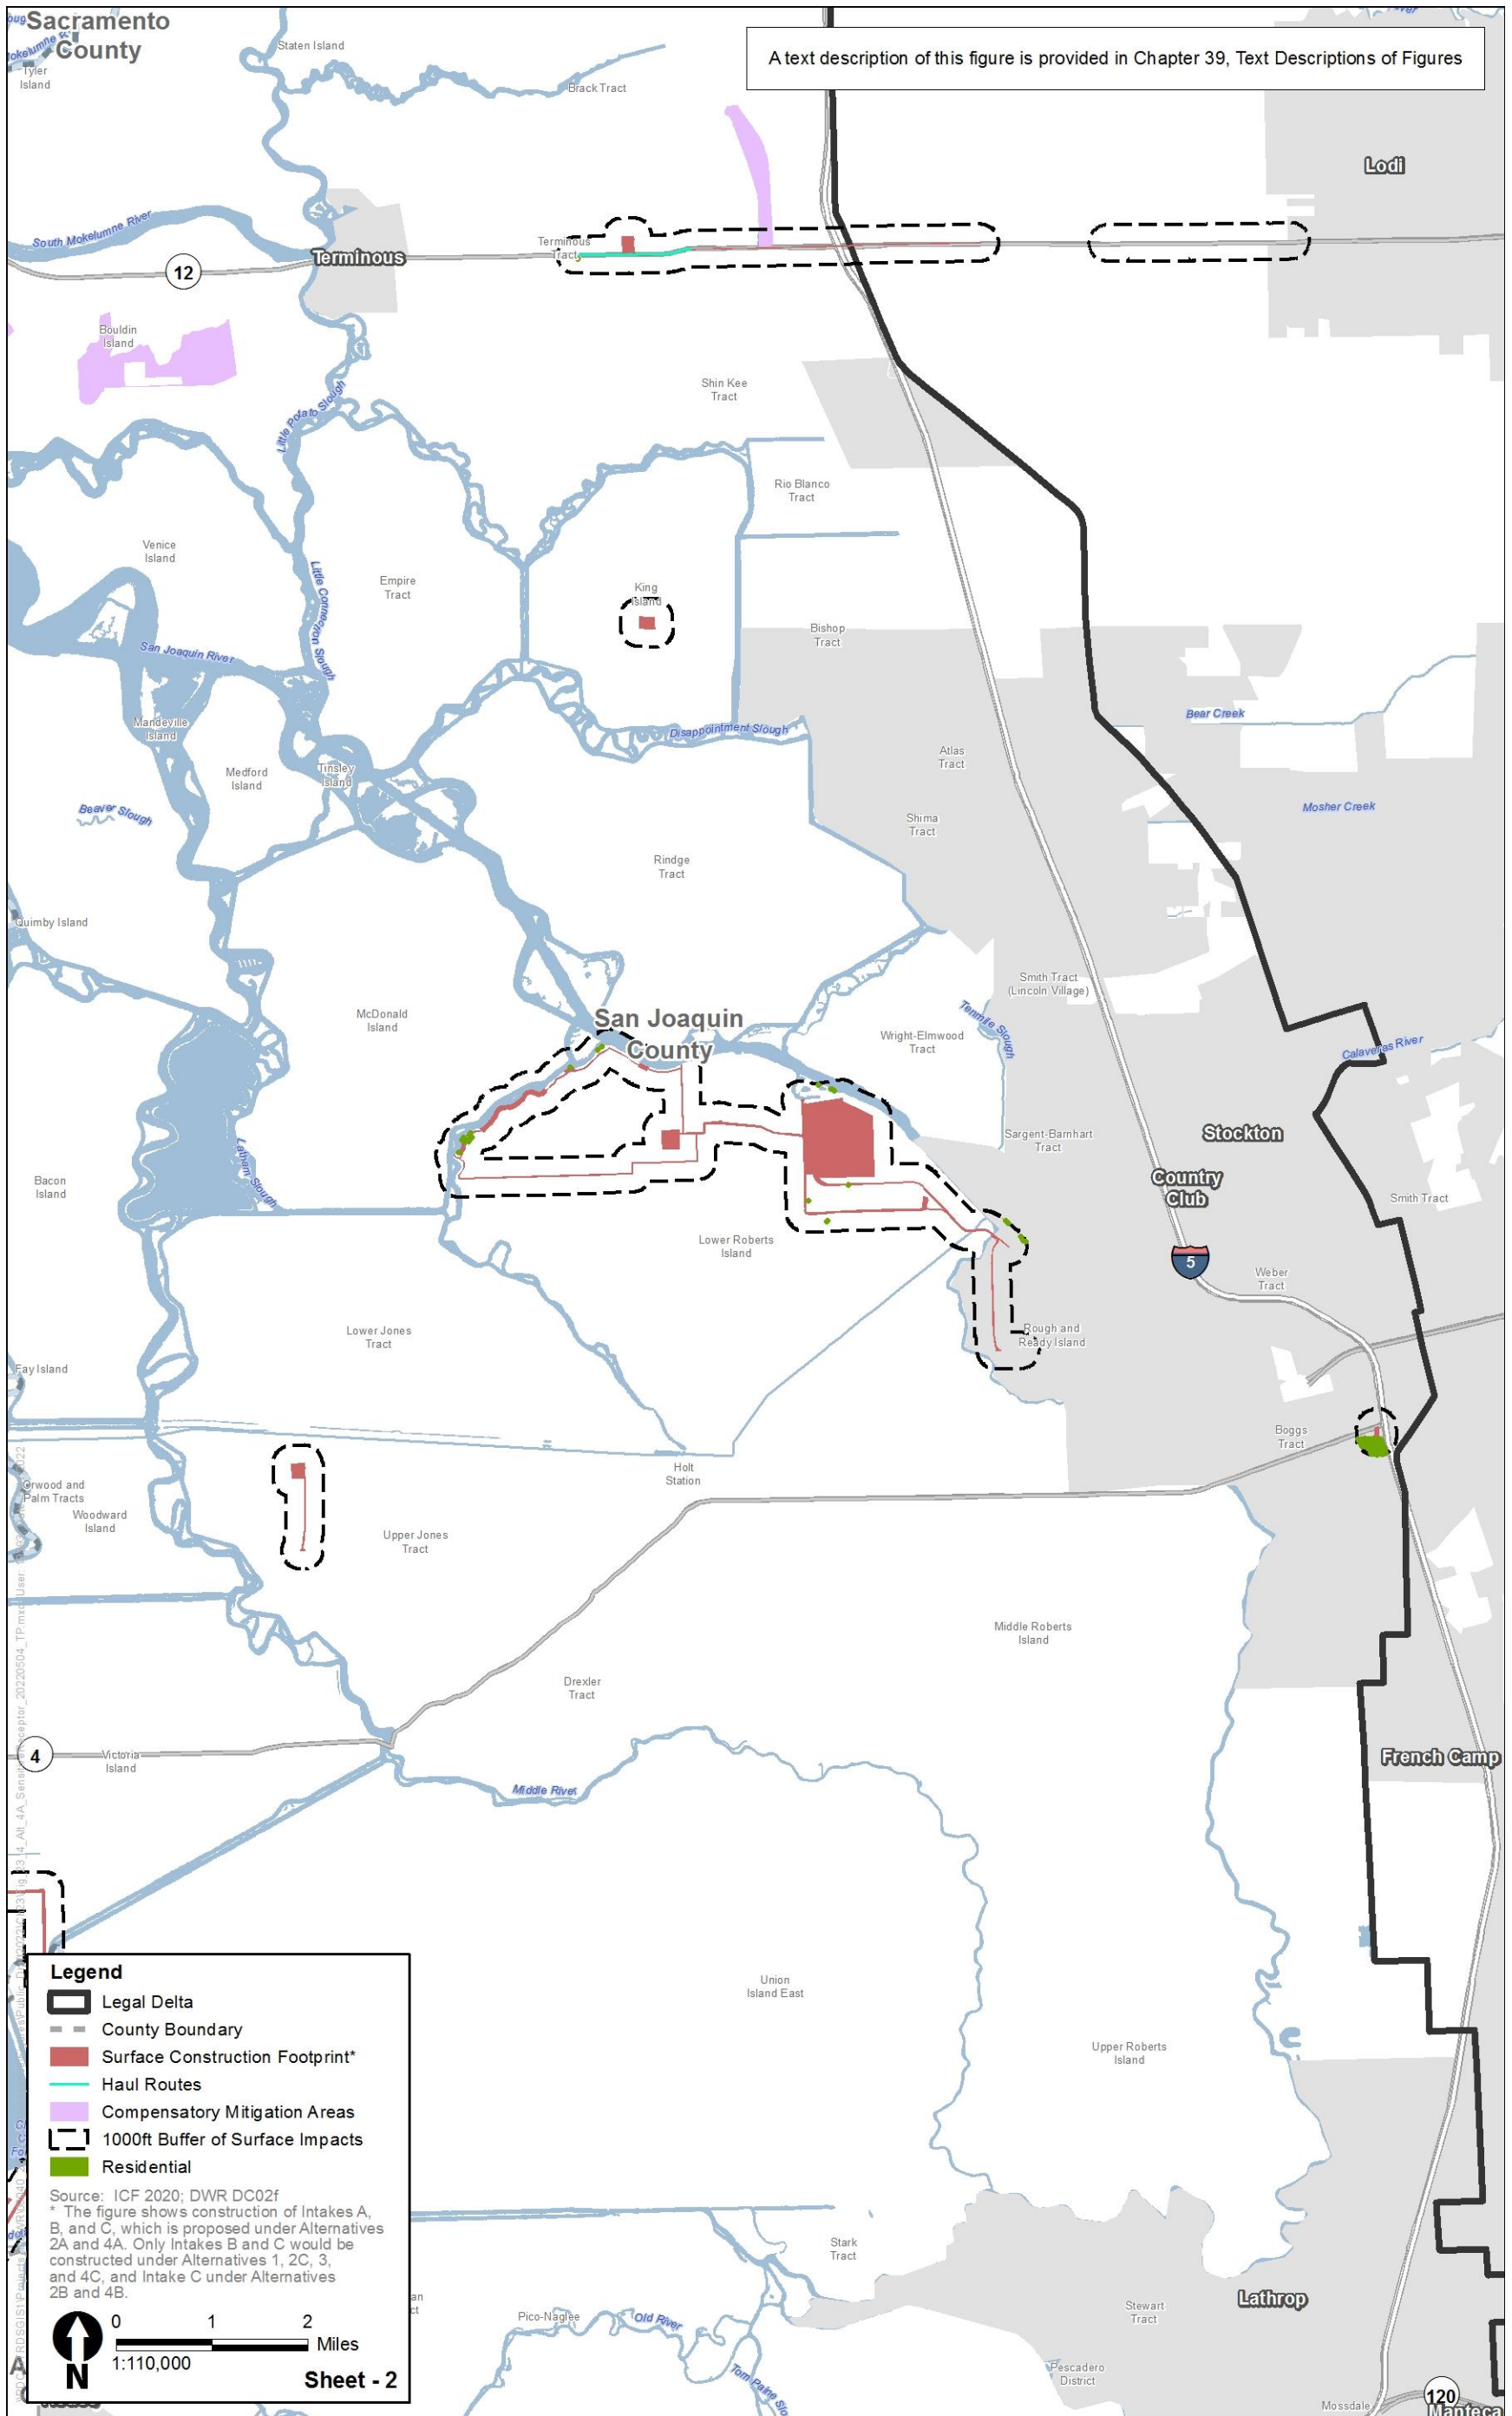 Sacramento
County
Tyler
Island
Staten Island
Brack Tract
A text description of this figure is provided in Chapter 39, Text Descriptions of Figures
Lodi
South Mokelumne River
Terminous
12
Terminous
Tract
Bouldin
Island
Little Potato Slough
Shin Kee
Tract
Rio Blanco
Tract
Venice
Island
Empire
Tract
Little Connection Slough
King
Island
Bishop
Tract
San Joaquin River
Mandeville
Island
Disappointment Slough
Bear Creek
Medford
Island
Tinsley
Island
Atlas
Tract
Beaver Slough
Mosher Creek
Shima
Tract
Rindge
Tract
Quimby Island
Smith Tract
(Lincoln Village)
McDonald
Island
San Joaquin
County
Tenmile Slough
Wright-Elmwood
Tract
Calaveras River
Sargent-Barnhart
Tract
Stockton
Latham Slough
Bacon
Island
Country
Club
Smith Tract
Lower Roberts
Island
5
Weber
Tract
Lower Jones
Tract
Rough and
Ready Island
Fay Island
Boggs
Tract
Holt
Station
Orwood and
Palm Tracts
Woodward
Island
Upper Jones
Tract
Middle Roberts
Island
Drexler
Tract
4
Victoria
Island
French Camp
Middle River
Union
Island East
Upper Roberts
Island
Legend
Legal Delta
County Boundary
Surface Construction Footprint*
Haul Routes
Compensatory Mitigation Areas
1000ft Buffer of Surface Impacts
Residential
Source: ICF 2020; DWR DC02f
* The figure shows construction of Intakes A,
B, and C, which is proposed under Alternatives
2A and 4A. Only Intakes B and C would be
constructed under Alternatives 1, 2C, 3,
and 4C, and Intake C under Alternatives
2B and 4B.
0 1 2
Miles
1:110,000
N
Sheet - 2
Stark
Tract
Pico-Naglee
Old River
Stewart
Tract
Lathrop
Pescadero
District
Mossdale
120
Manteca